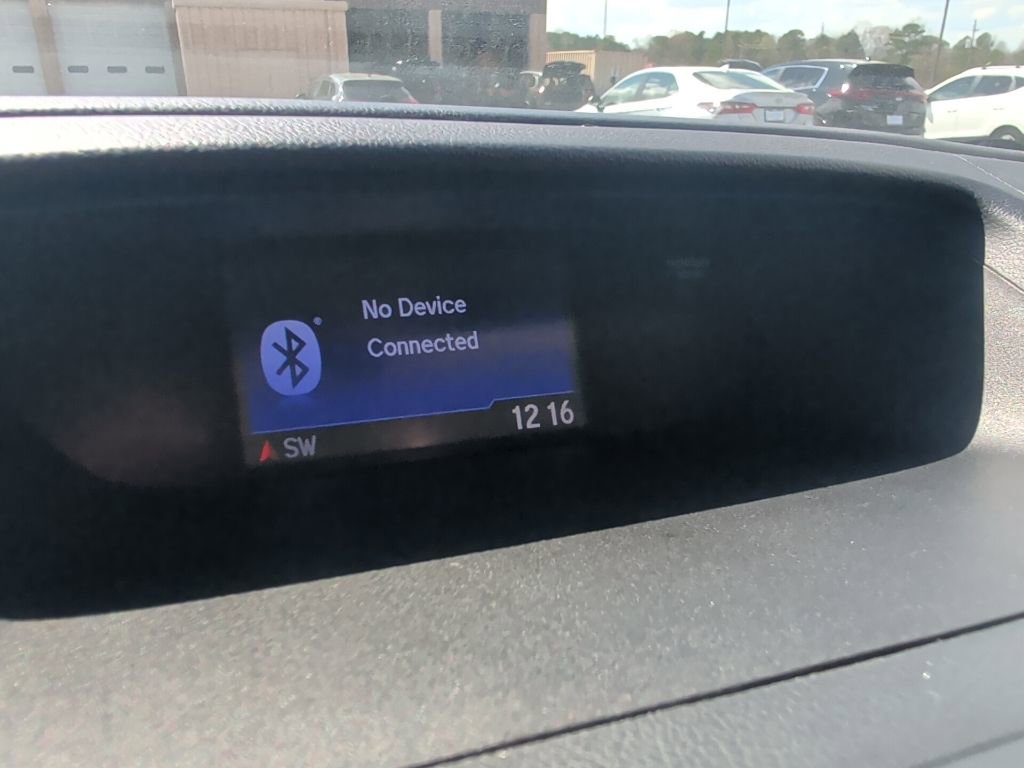 No Device
Connected
12 16
SW